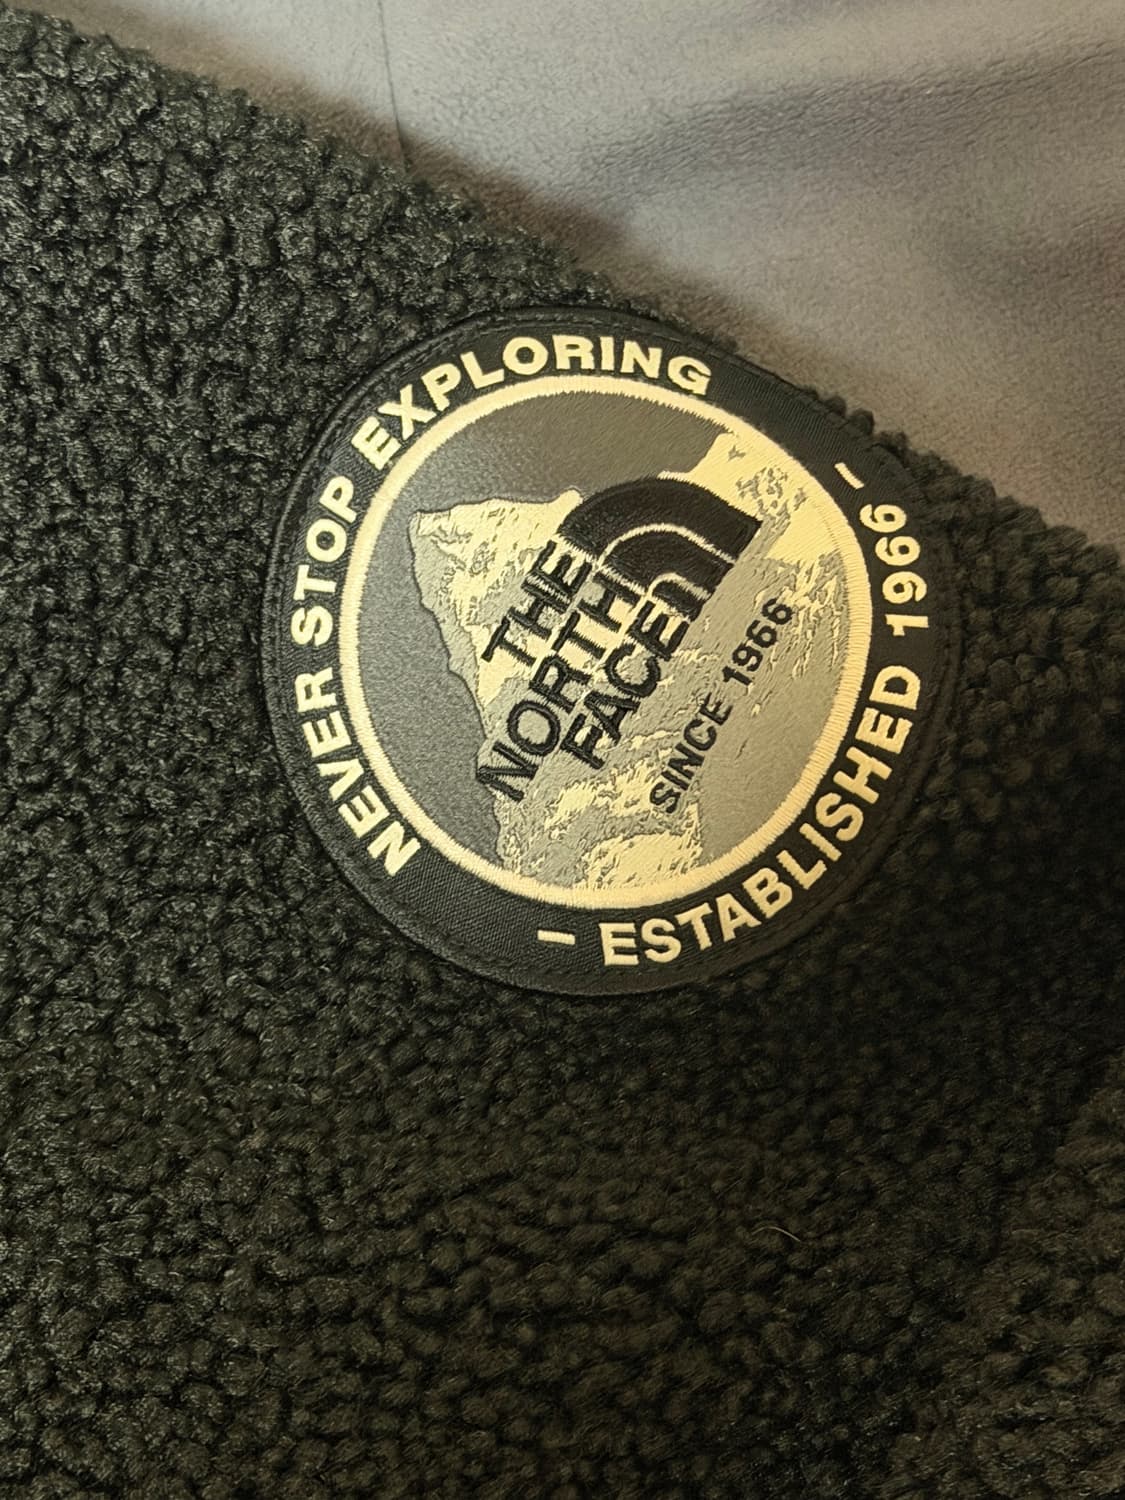 NEVER STOP EXPLORING
THE
NORTH
FACE
SINCE 1966
– ESTABLISHED 1966 –